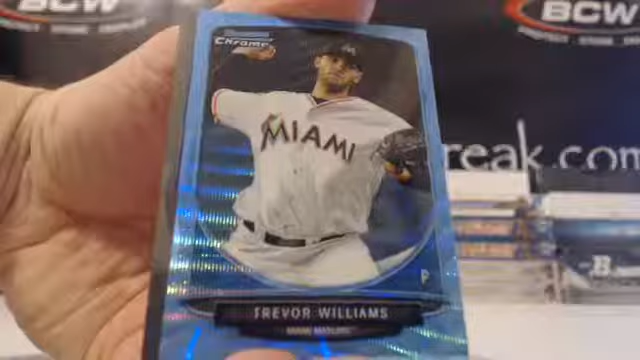 BCW
BCW
Bowman
Chrome
MIAMI
reak.com
P
TREVOR WILLIAMS
MIAMI MARLINS
B